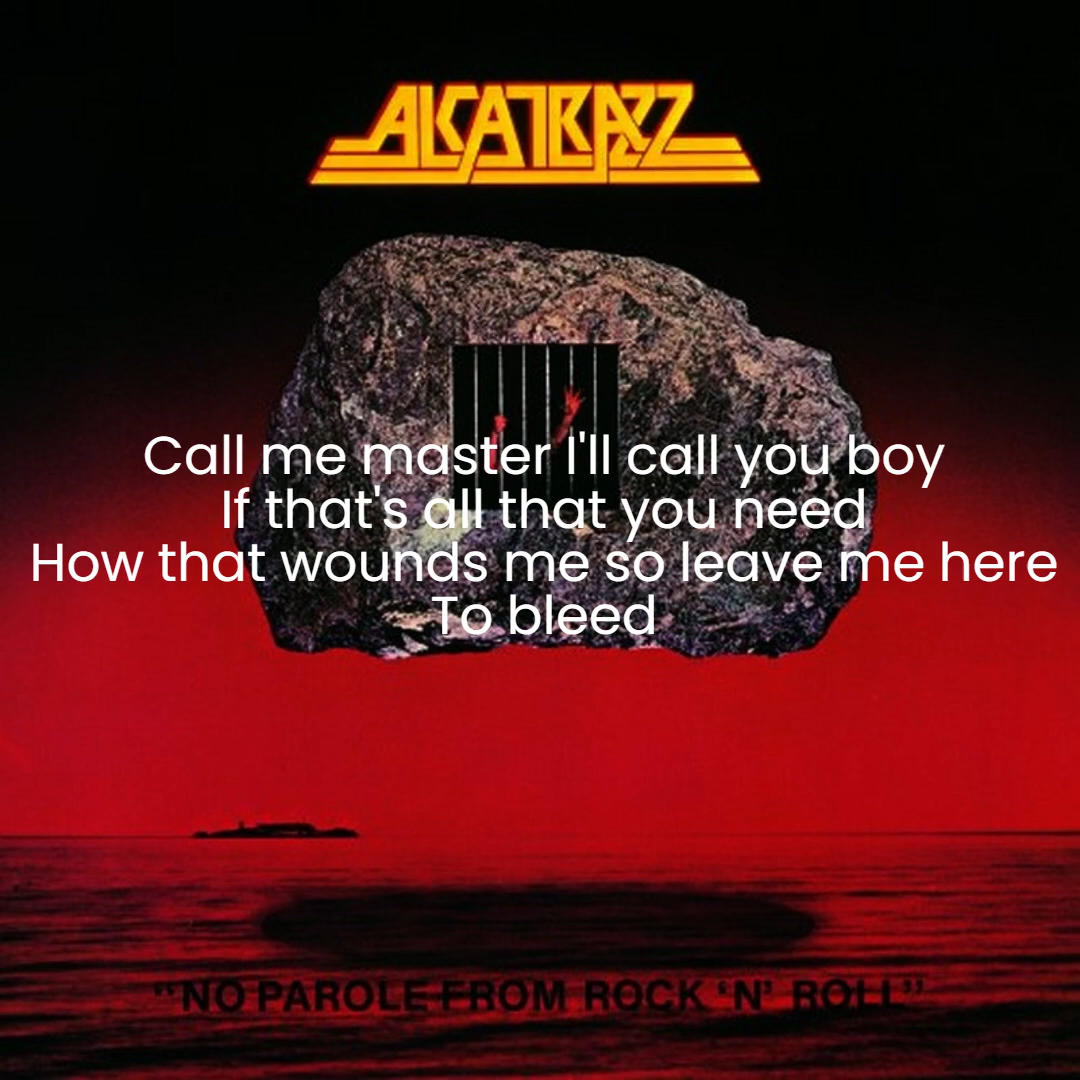 ALCATRAZZ
Call me master I'll call you boy
If that's all that you need
How that wounds me so leave me here
To bleed
"NO PAROLE FROM ROCK 'N' ROLL"